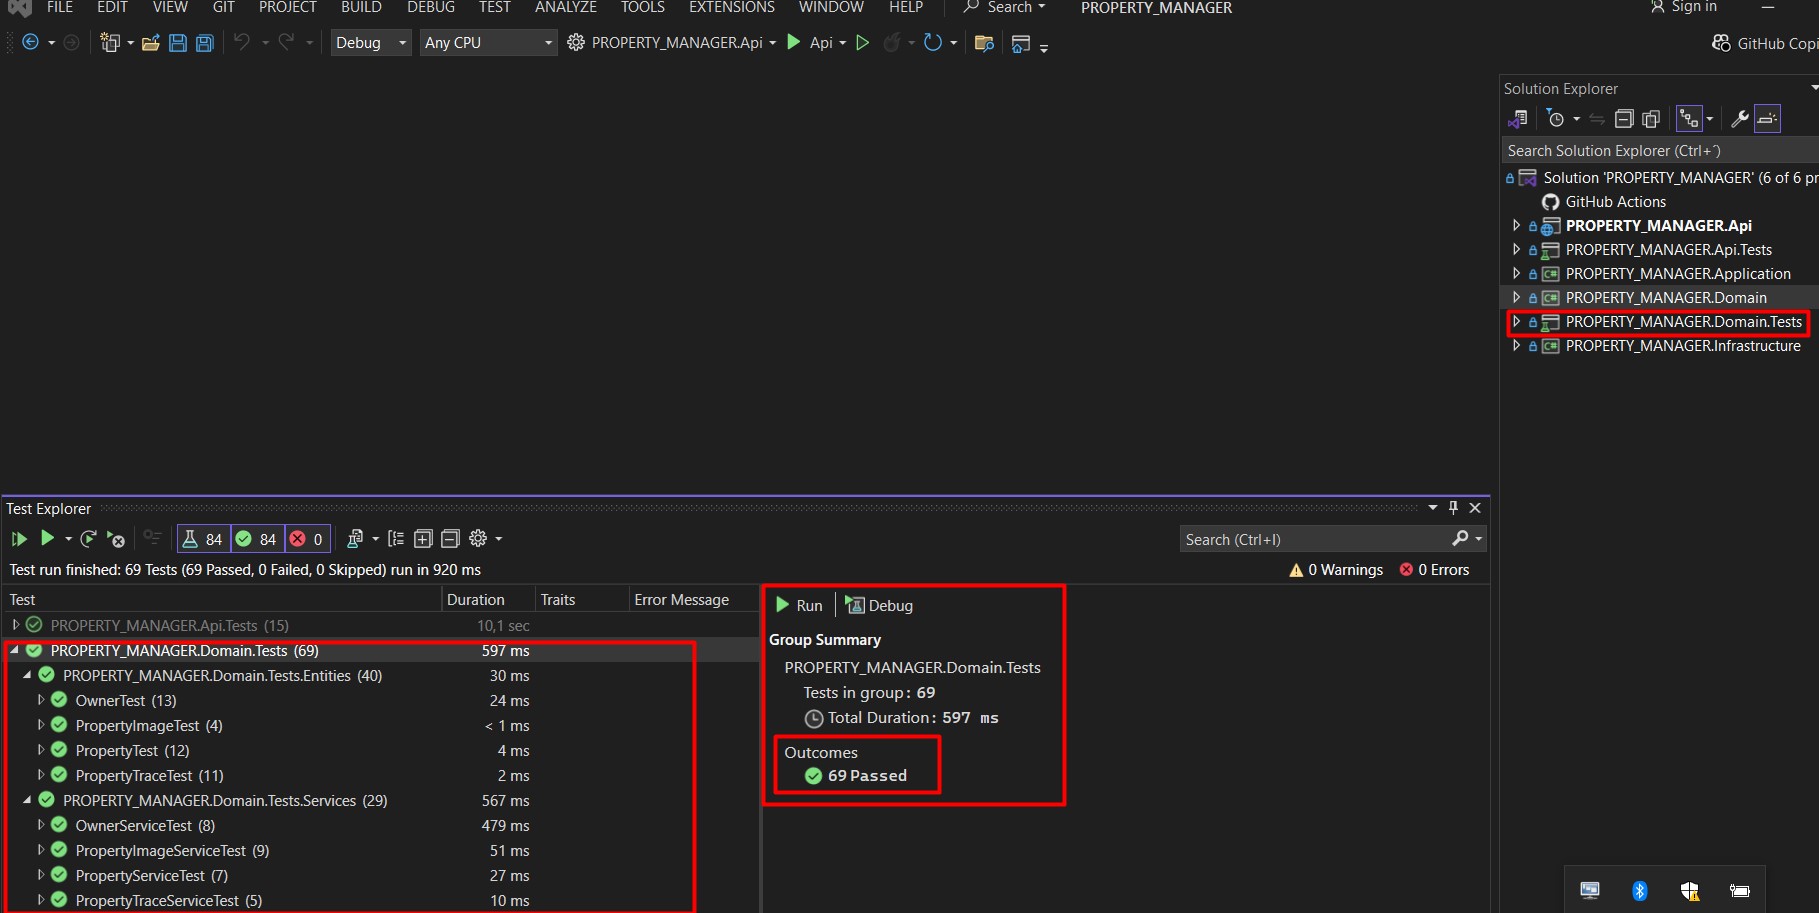 FILE EDIT VIEW GIT PROJECT BUILD DEBUG TEST ANALYZE TOOLS EXTENSIONS WINDOW HELP Search PROPERTY_MANAGER Sign in
Debug Any CPU PROPERTY_MANAGER.Api Api GitHub Copi
Solution Explorer
Search Solution Explorer (Ctrl+´)
Solution 'PROPERTY_MANAGER' (6 of 6 pr
GitHub Actions
PROPERTY_MANAGER.Api
PROPERTY_MANAGER.Api.Tests
PROPERTY_MANAGER.Application
PROPERTY_MANAGER.Domain
PROPERTY_MANAGER.Domain.Tests
PROPERTY_MANAGER.Infrastructure
Test Explorer
84 84 0 Search (Ctrl+I)
Test run finished: 69 Tests (69 Passed, 0 Failed, 0 Skipped) run in 920 ms 0 Warnings 0 Errors
Test Duration Traits Error Message
PROPERTY_MANAGER.Api.Tests (15) 10,1 sec
PROPERTY_MANAGER.Domain.Tests (69) 597 ms
PROPERTY_MANAGER.Domain.Tests.Entities (40) 30 ms
OwnerTest (13) 24 ms
PropertyImageTest (4) < 1 ms
PropertyTest (12) 4 ms
PropertyTraceTest (11) 2 ms
PROPERTY_MANAGER.Domain.Tests.Services (29) 567 ms
OwnerServiceTest (8) 479 ms
PropertyImageServiceTest (9) 51 ms
PropertyServiceTest (7) 27 ms
PropertyTraceServiceTest (5) 10 ms
Run Debug
Group Summary
PROPERTY_MANAGER.Domain.Tests
Tests in group: 69
Total Duration: 597 ms
Outcomes
69 Passed